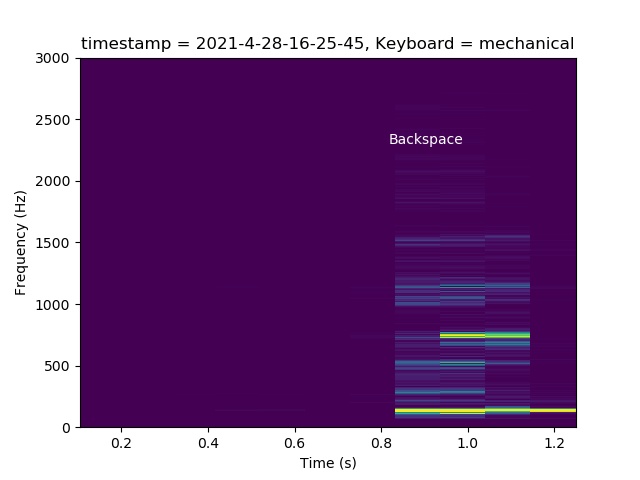 timestamp = 2021-4-28-16-25-45, Keyboard = mechanical
3000
2500
Backspace
2000
1500
1000
500
0
Frequency (Hz)
0.2 0.4 0.6 0.8 1.0 1.2
Time (s)